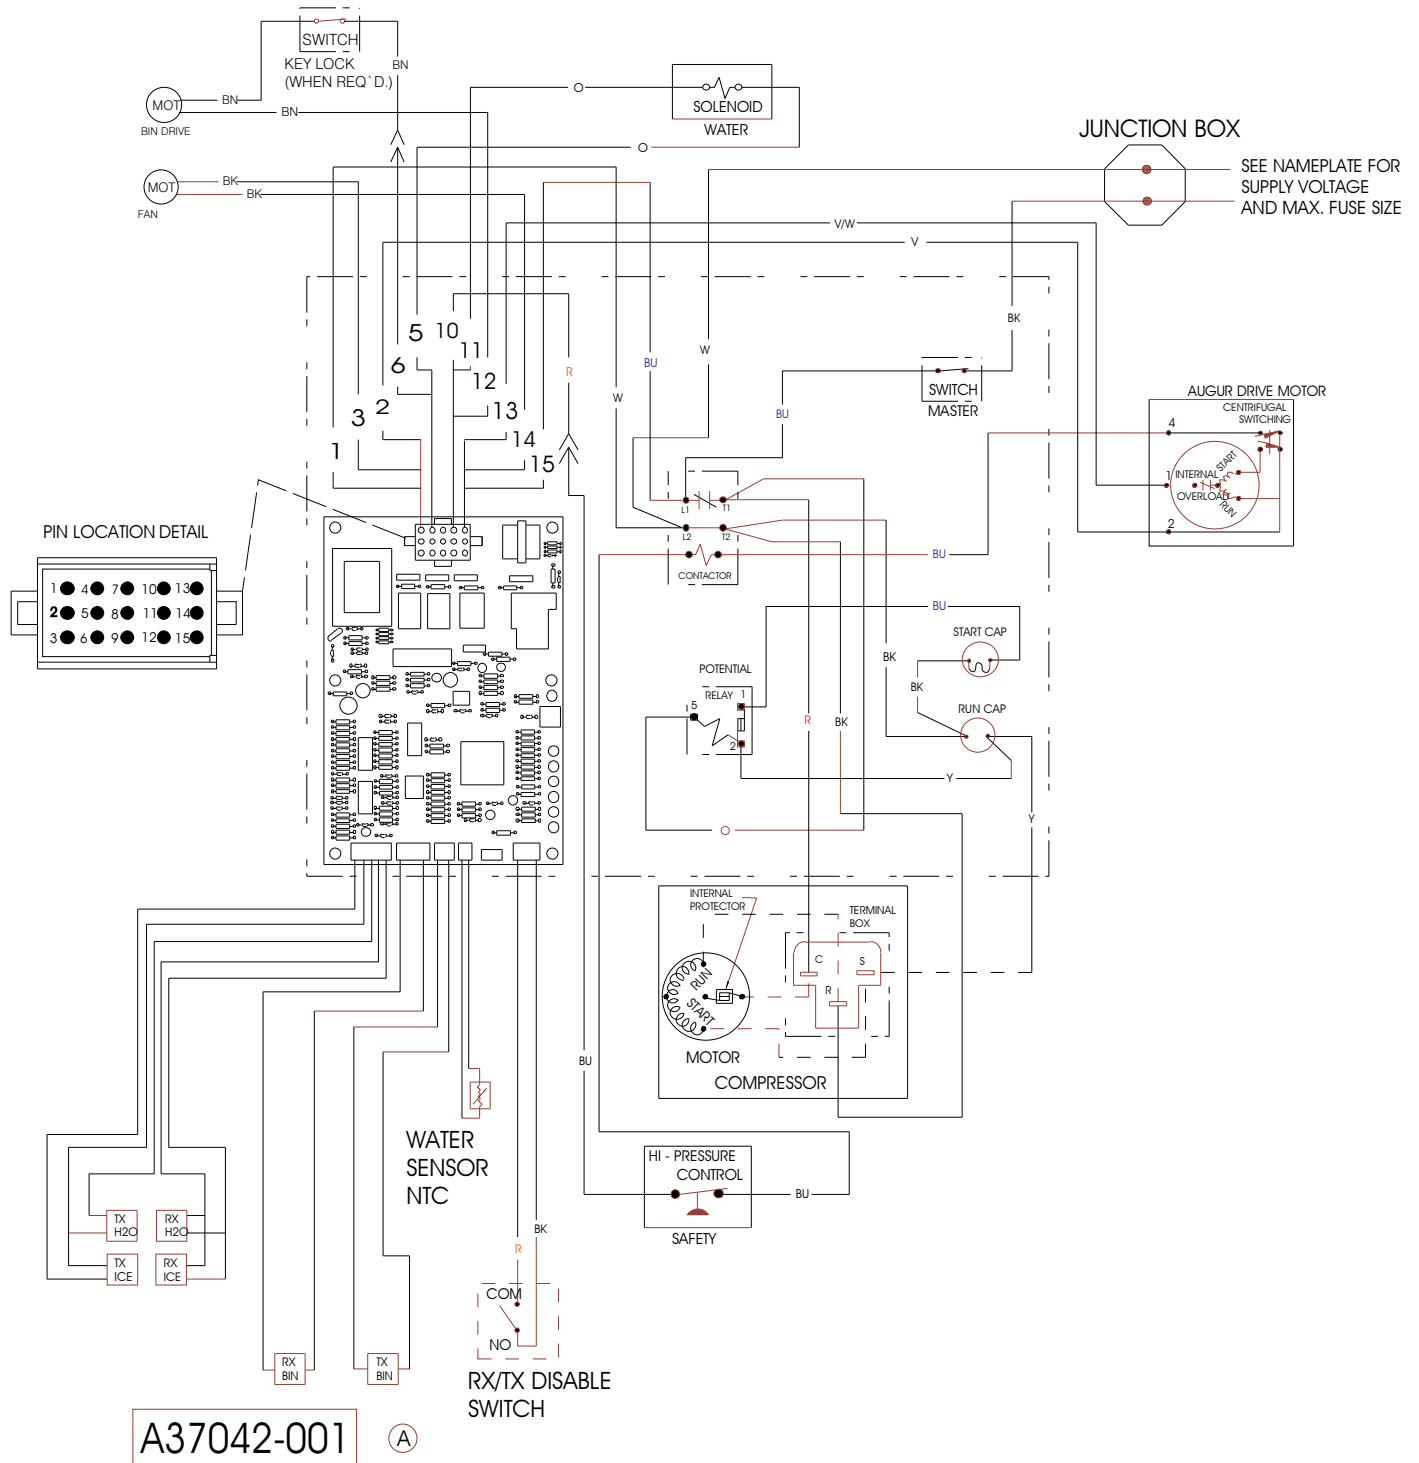 SWITCH
KEY LOCK
(WHEN REQ`D.)
BN
MOT
BN
BN
BIN DRIVE
MOT
BK
BK
FAN
O
SOLENOID
WATER
O
JUNCTION BOX
SEE NAMEPLATE FOR
SUPPLY VOLTAGE
AND MAX. FUSE SIZE
V/W
V
BK
5
10
11
6
12
2
13
3
14
1
15
R
W
BU
W
BU
SWITCH
MASTER
AUGUR DRIVE MOTOR
CENTRIFUGAL
SWITCHING
4
1
INTERNAL
OVERLOAD
START
RUN
2
L1
T1
L2
T2
CONTACTOR
BU
PIN LOCATION DETAIL
1 4 7 10 13
2 5 8 11 14
3 6 9 12 15
BU
START CAP
BK
BK
RUN CAP
POTENTIAL
RELAY
1
5
2
R
BK
Y
O
Y
INTERNAL
PROTECTOR
TERMINAL
BOX
C
S
R
RUN
START
MOTOR
COMPRESSOR
BU
WATER
SENSOR
NTC
HI - PRESSURE
CONTROL
BU
SAFETY
TX
H2O
RX
H2O
TX
ICE
RX
ICE
BK
R
COM
NO
RX
BIN
TX
BIN
RX/TX DISABLE
SWITCH
A37042-001
A